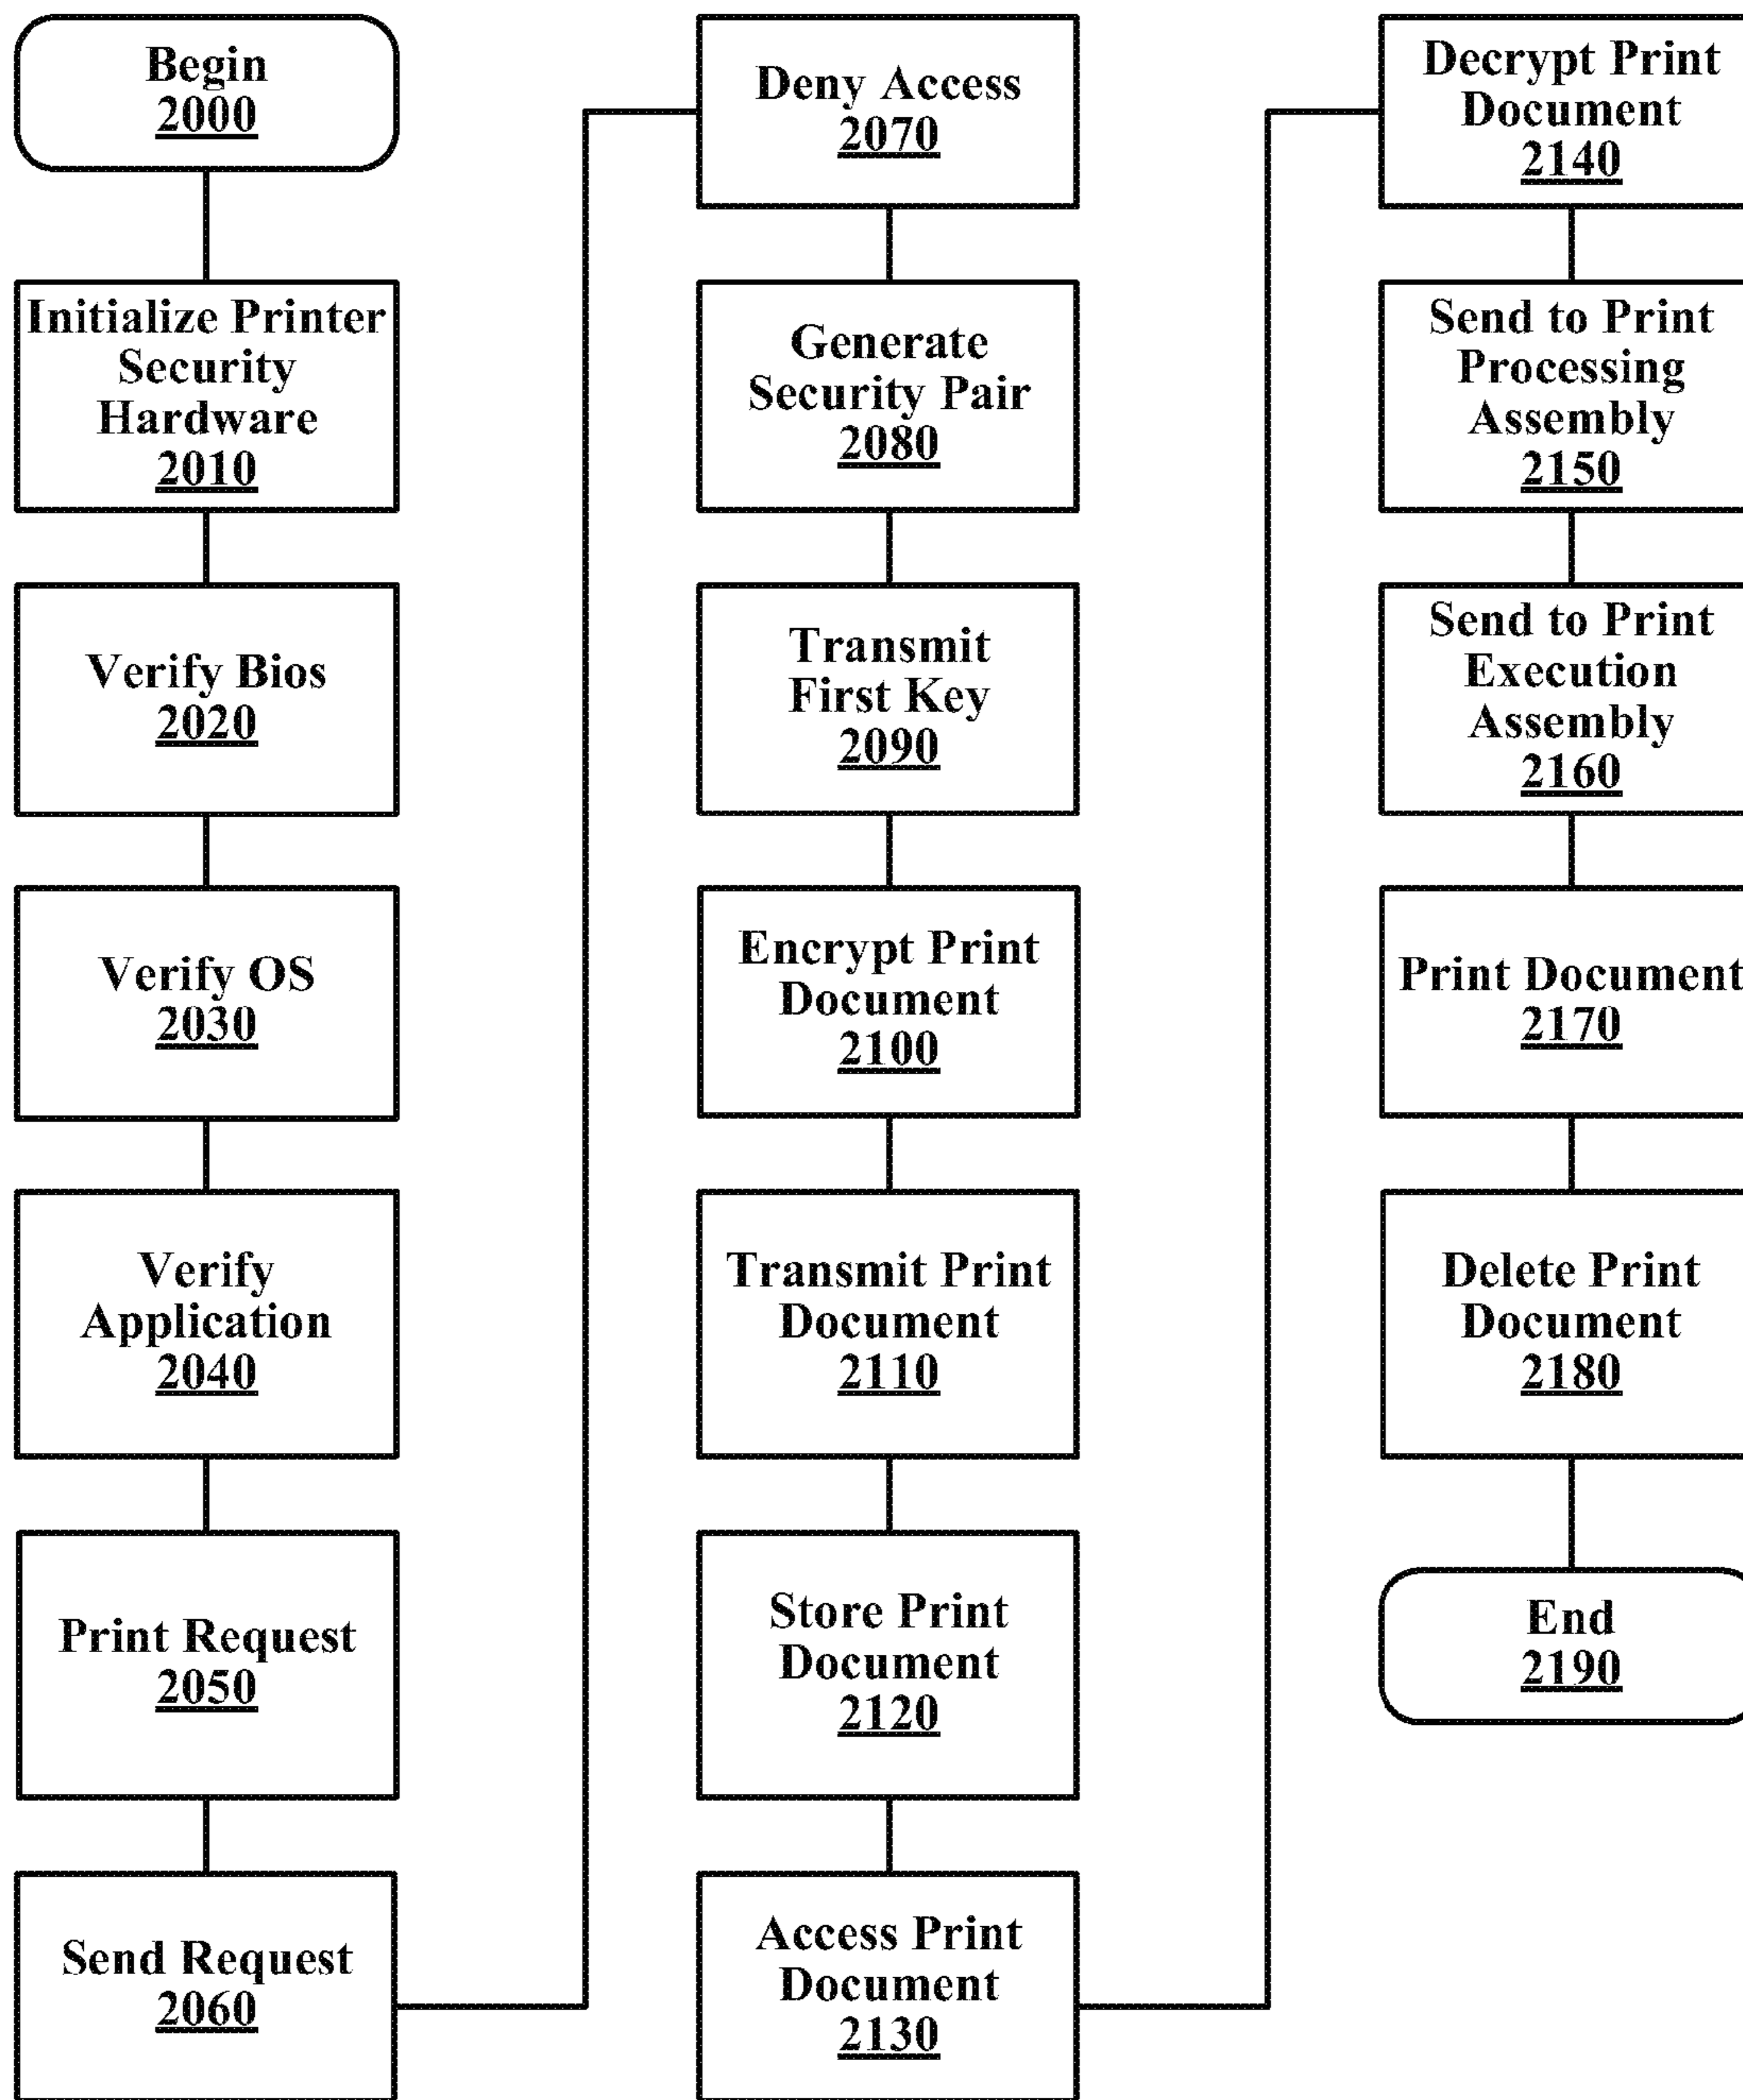 Begin
2000
Initialize Printer
Security
Hardware
2010
Verify Bios
2020
Verify OS
2030
Verify
Application
2040
Print Request
2050
Send Request
2060
Deny Access
2070
Generate
Security Pair
2080
Transmit
First Key
2090
Encrypt Print
Document
2100
Transmit Print
Document
2110
Store Print
Document
2120
Access Print
Document
2130
Decrypt Print
Document
2140
Send to Print
Processing
Assembly
2150
Send to Print
Execution
Assembly
2160
Print Document
2170
Delete Print
Document
2180
End
2190